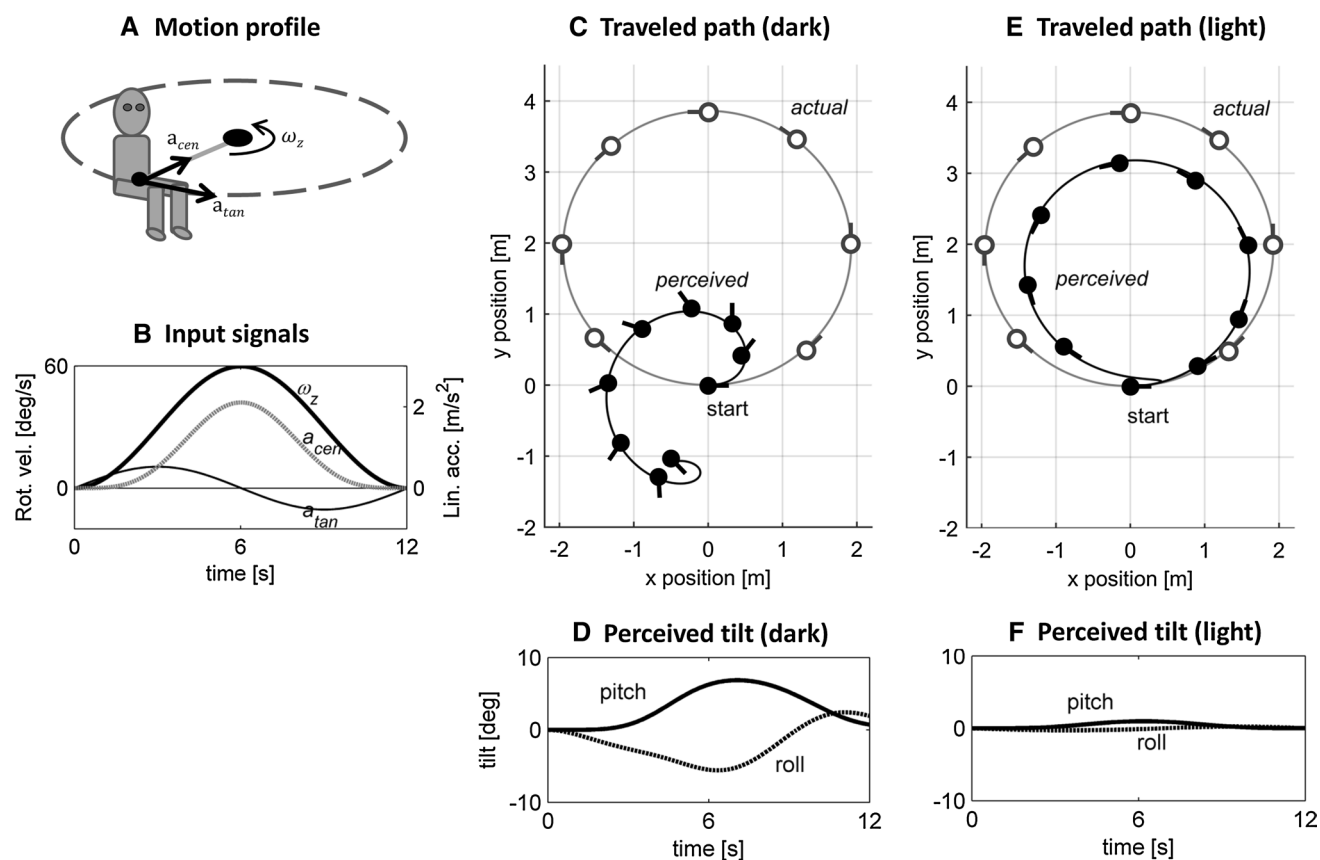 A Motion profile
a_cen
ω_z
a_tan
B Input signals
Rot. vel. [deg/s]
60
0
ω_z
a_cen
a_tan
2
0
Lin. acc. [m/s²]
0
6
12
time [s]
C Traveled path (dark)
y position [m]
4
3
2
1
0
-1
-2
actual
perceived
start
-2
-1
0
1
2
x position [m]
D Perceived tilt (dark)
tilt [deg]
10
0
-10
pitch
roll
0
6
12
time [s]
E Traveled path (light)
y position [m]
4
3
2
1
0
-1
-2
actual
perceived
start
-2
-1
0
1
2
x position [m]
F Perceived tilt (light)
10
0
-10
pitch
roll
0
6
12
time [s]